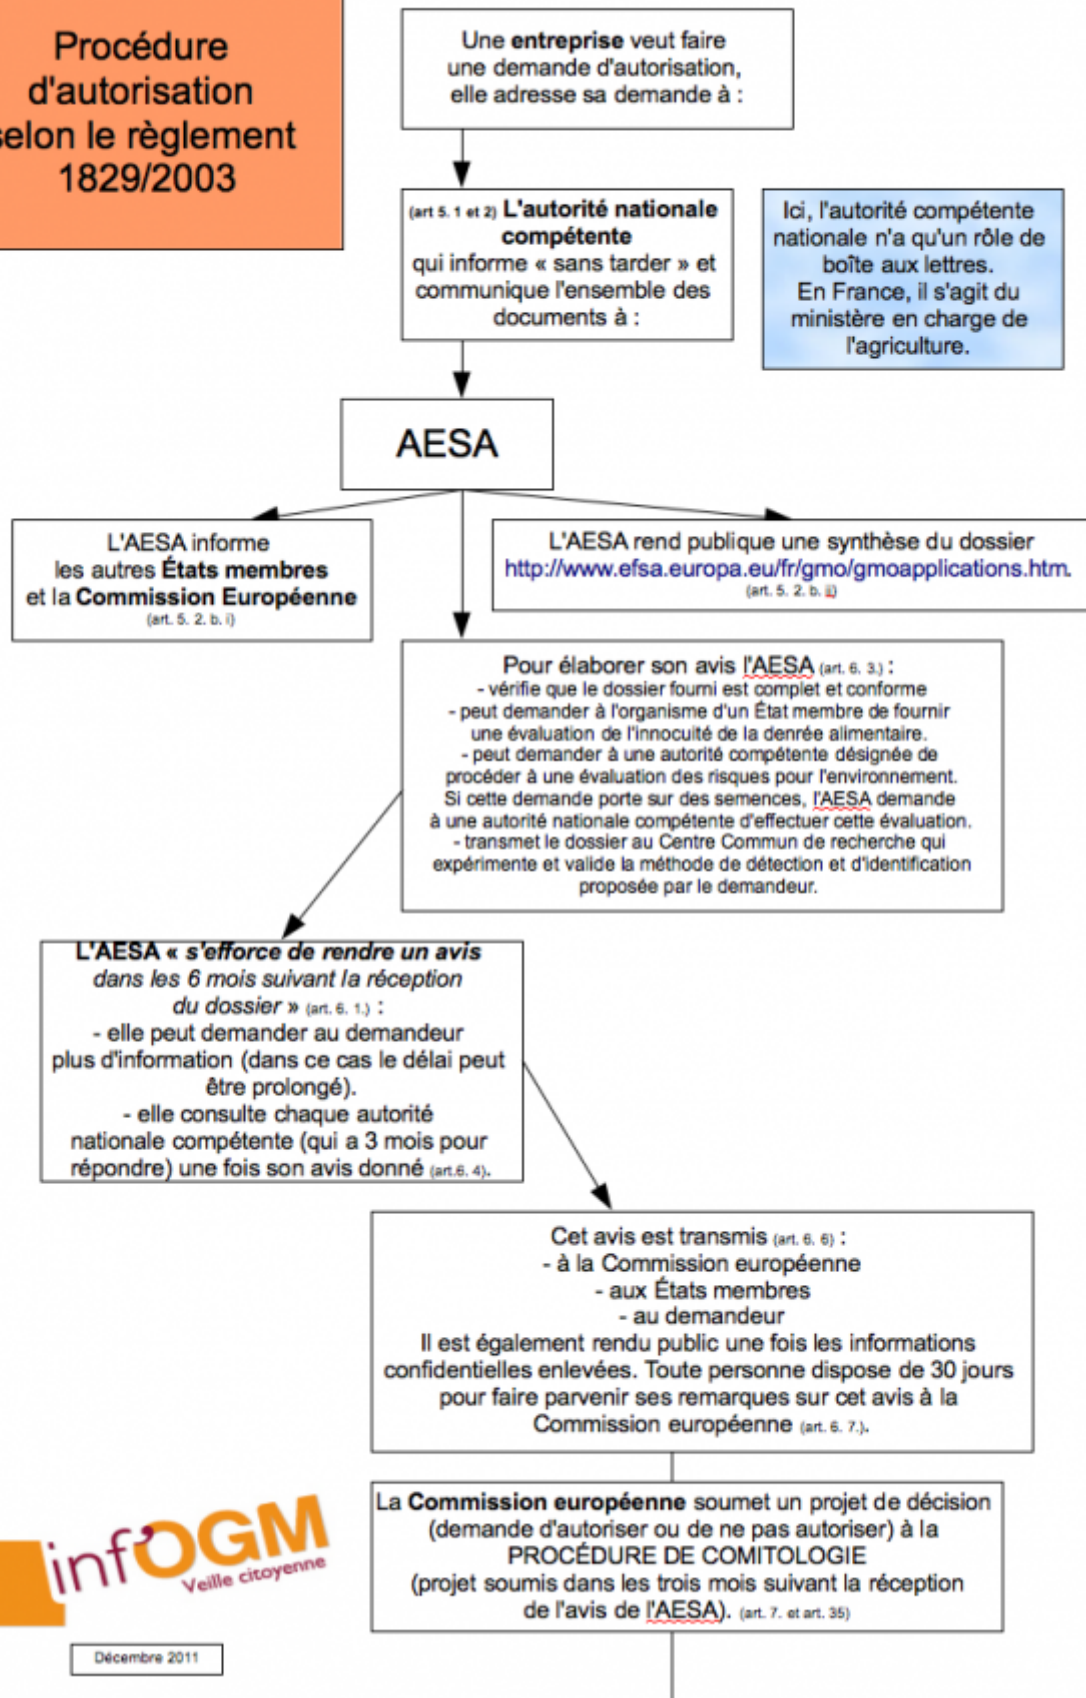 Procédure
d'autorisation
selon le règlement
1829/2003
Une entreprise veut faire
une demande d'autorisation,
elle adresse sa demande à :
(art 5. 1 et 2) L'autorité nationale
compétente
qui informe « sans tarder » et
communique l'ensemble des
documents à :
Ici, l'autorité compétente
nationale n'a qu'un rôle de
boîte aux lettres.
En France, il s'agit du
ministère en charge de
l'agriculture.
AESA
L'AESA informe
les autres États membres
et la Commission Européenne
(art. 5. 2. b. i)
L'AESA rend publique une synthèse du dossier
http://www.efsa.europa.eu/fr/gmo/gmoapplications.htm.
(art. 5. 2. b. ii)
Pour élaborer son avis l'AESA (art. 6. 3.) :
- vérifie que le dossier fourni est complet et conforme
- peut demander à l'organisme d'un État membre de fournir
une évaluation de l'innocuité de la denrée alimentaire.
- peut demander à une autorité compétente désignée de
procéder à une évaluation des risques pour l'environnement.
Si cette demande porte sur des semences, l'AESA demande
à une autorité nationale compétente d'effectuer cette évaluation.
- transmet le dossier au Centre Commun de recherche qui
expérimente et valide la méthode de détection et d'identification
proposée par le demandeur.
L'AESA « s'efforce de rendre un avis
dans les 6 mois suivant la réception
du dossier » (art. 6. 1.) :
- elle peut demander au demandeur
plus d'information (dans ce cas le délai peut
être prolongé).
- elle consulte chaque autorité
nationale compétente (qui a 3 mois pour
répondre) une fois son avis donné (art.6. 4).
Cet avis est transmis (art. 6. 6) :
- à la Commission européenne
- aux États membres
- au demandeur
Il est également rendu public une fois les informations
confidentielles enlevées. Toute personne dispose de 30 jours
pour faire parvenir ses remarques sur cet avis à la
Commission européenne (art. 6. 7.).
La Commission européenne soumet un projet de décision
(demande d'autoriser ou de ne pas autoriser) à la
PROCÉDURE DE COMITOLOGIE
(projet soumis dans les trois mois suivant la réception
de l'avis de l'AESA). (art. 7. et art. 35)
inf'OGM
Veille citoyenne
Décembre 2011